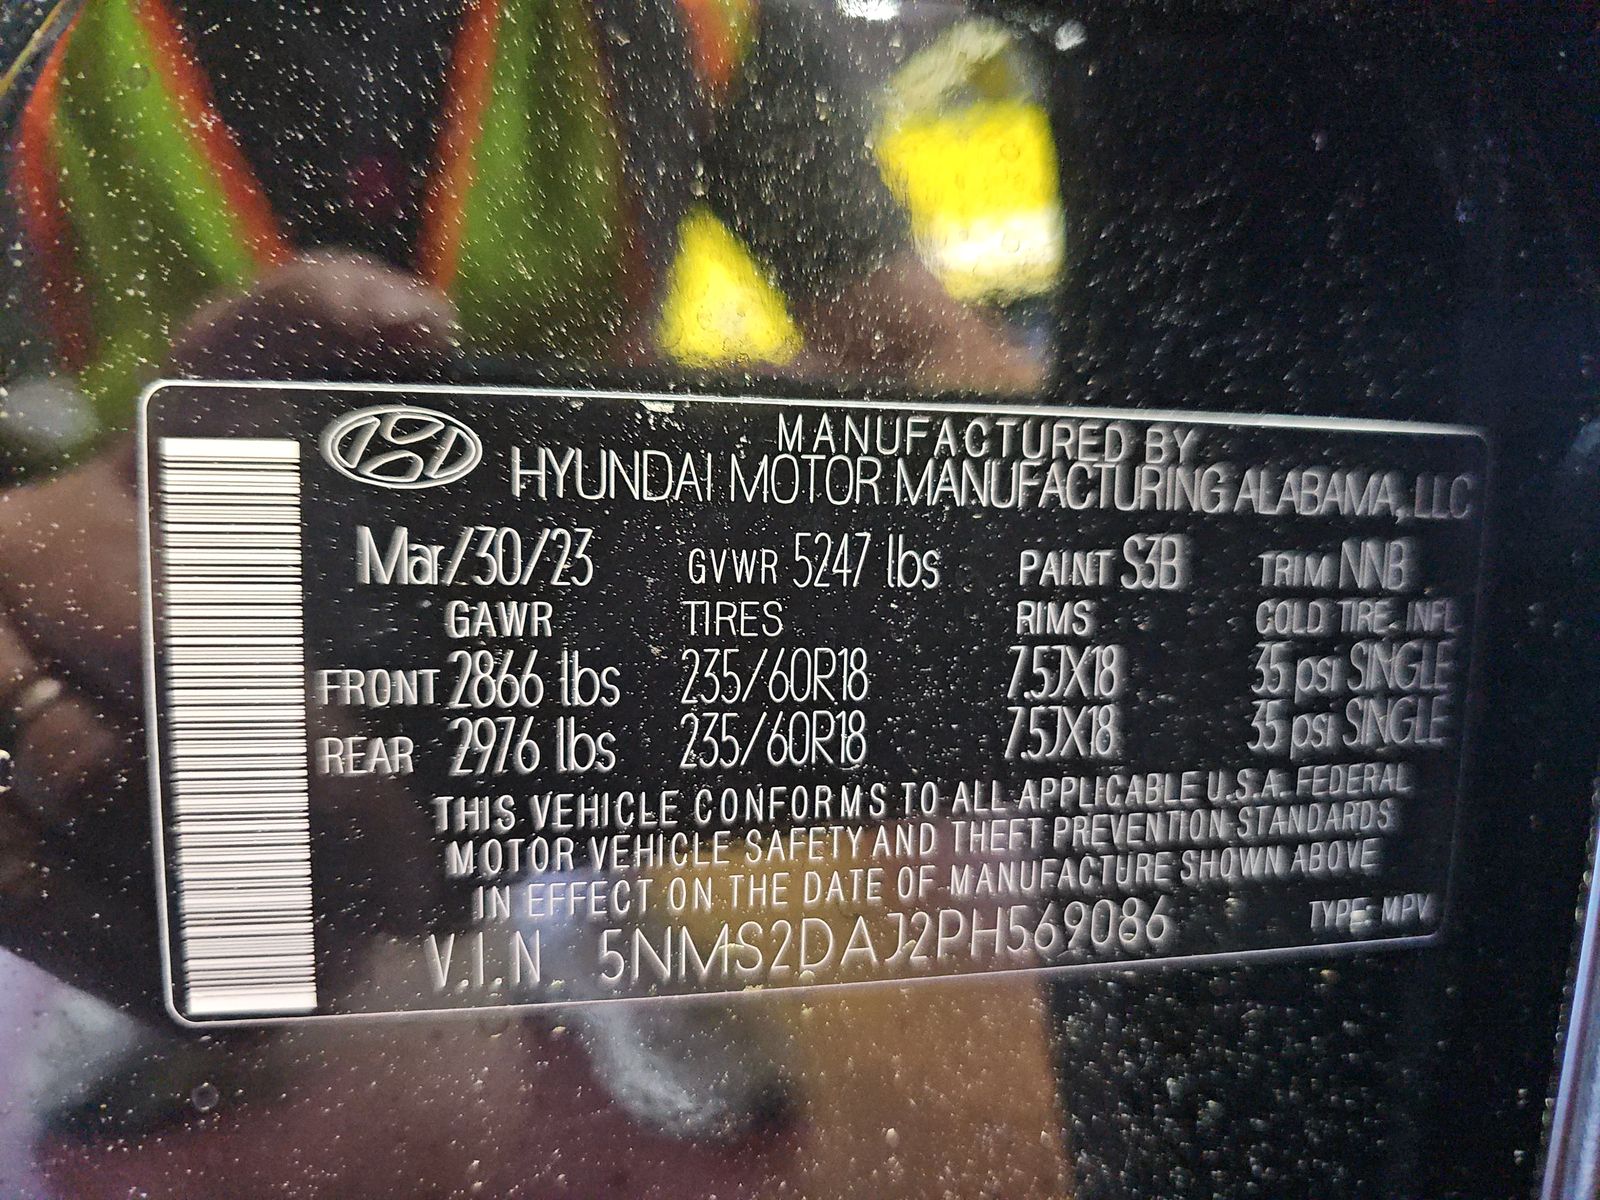 MANUFACTURED BY
HYUNDAI MOTOR MANUFACTURING ALABAMA, LLC
Mar/30/23 GVWR 5247 lbs PAINT S3B TRIM NNB
GAWR TIRES RIMS COLD TIRE INFL
FRONT 2866 lbs 235/60R18 7.5JX18 35 psi SINGLE
REAR 2976 lbs 235/60R18 7.5JX18 35 psi SINGLE
THIS VEHICLE CONFORMS TO ALL APPLICABLE U.S.A. FEDERAL
MOTOR VEHICLE SAFETY AND THEFT PREVENTION STANDARDS
IN EFFECT ON THE DATE OF MANUFACTURE SHOWN ABOVE
V.I.N 5NMS2DAJ2PH569086 TYPE: MPV